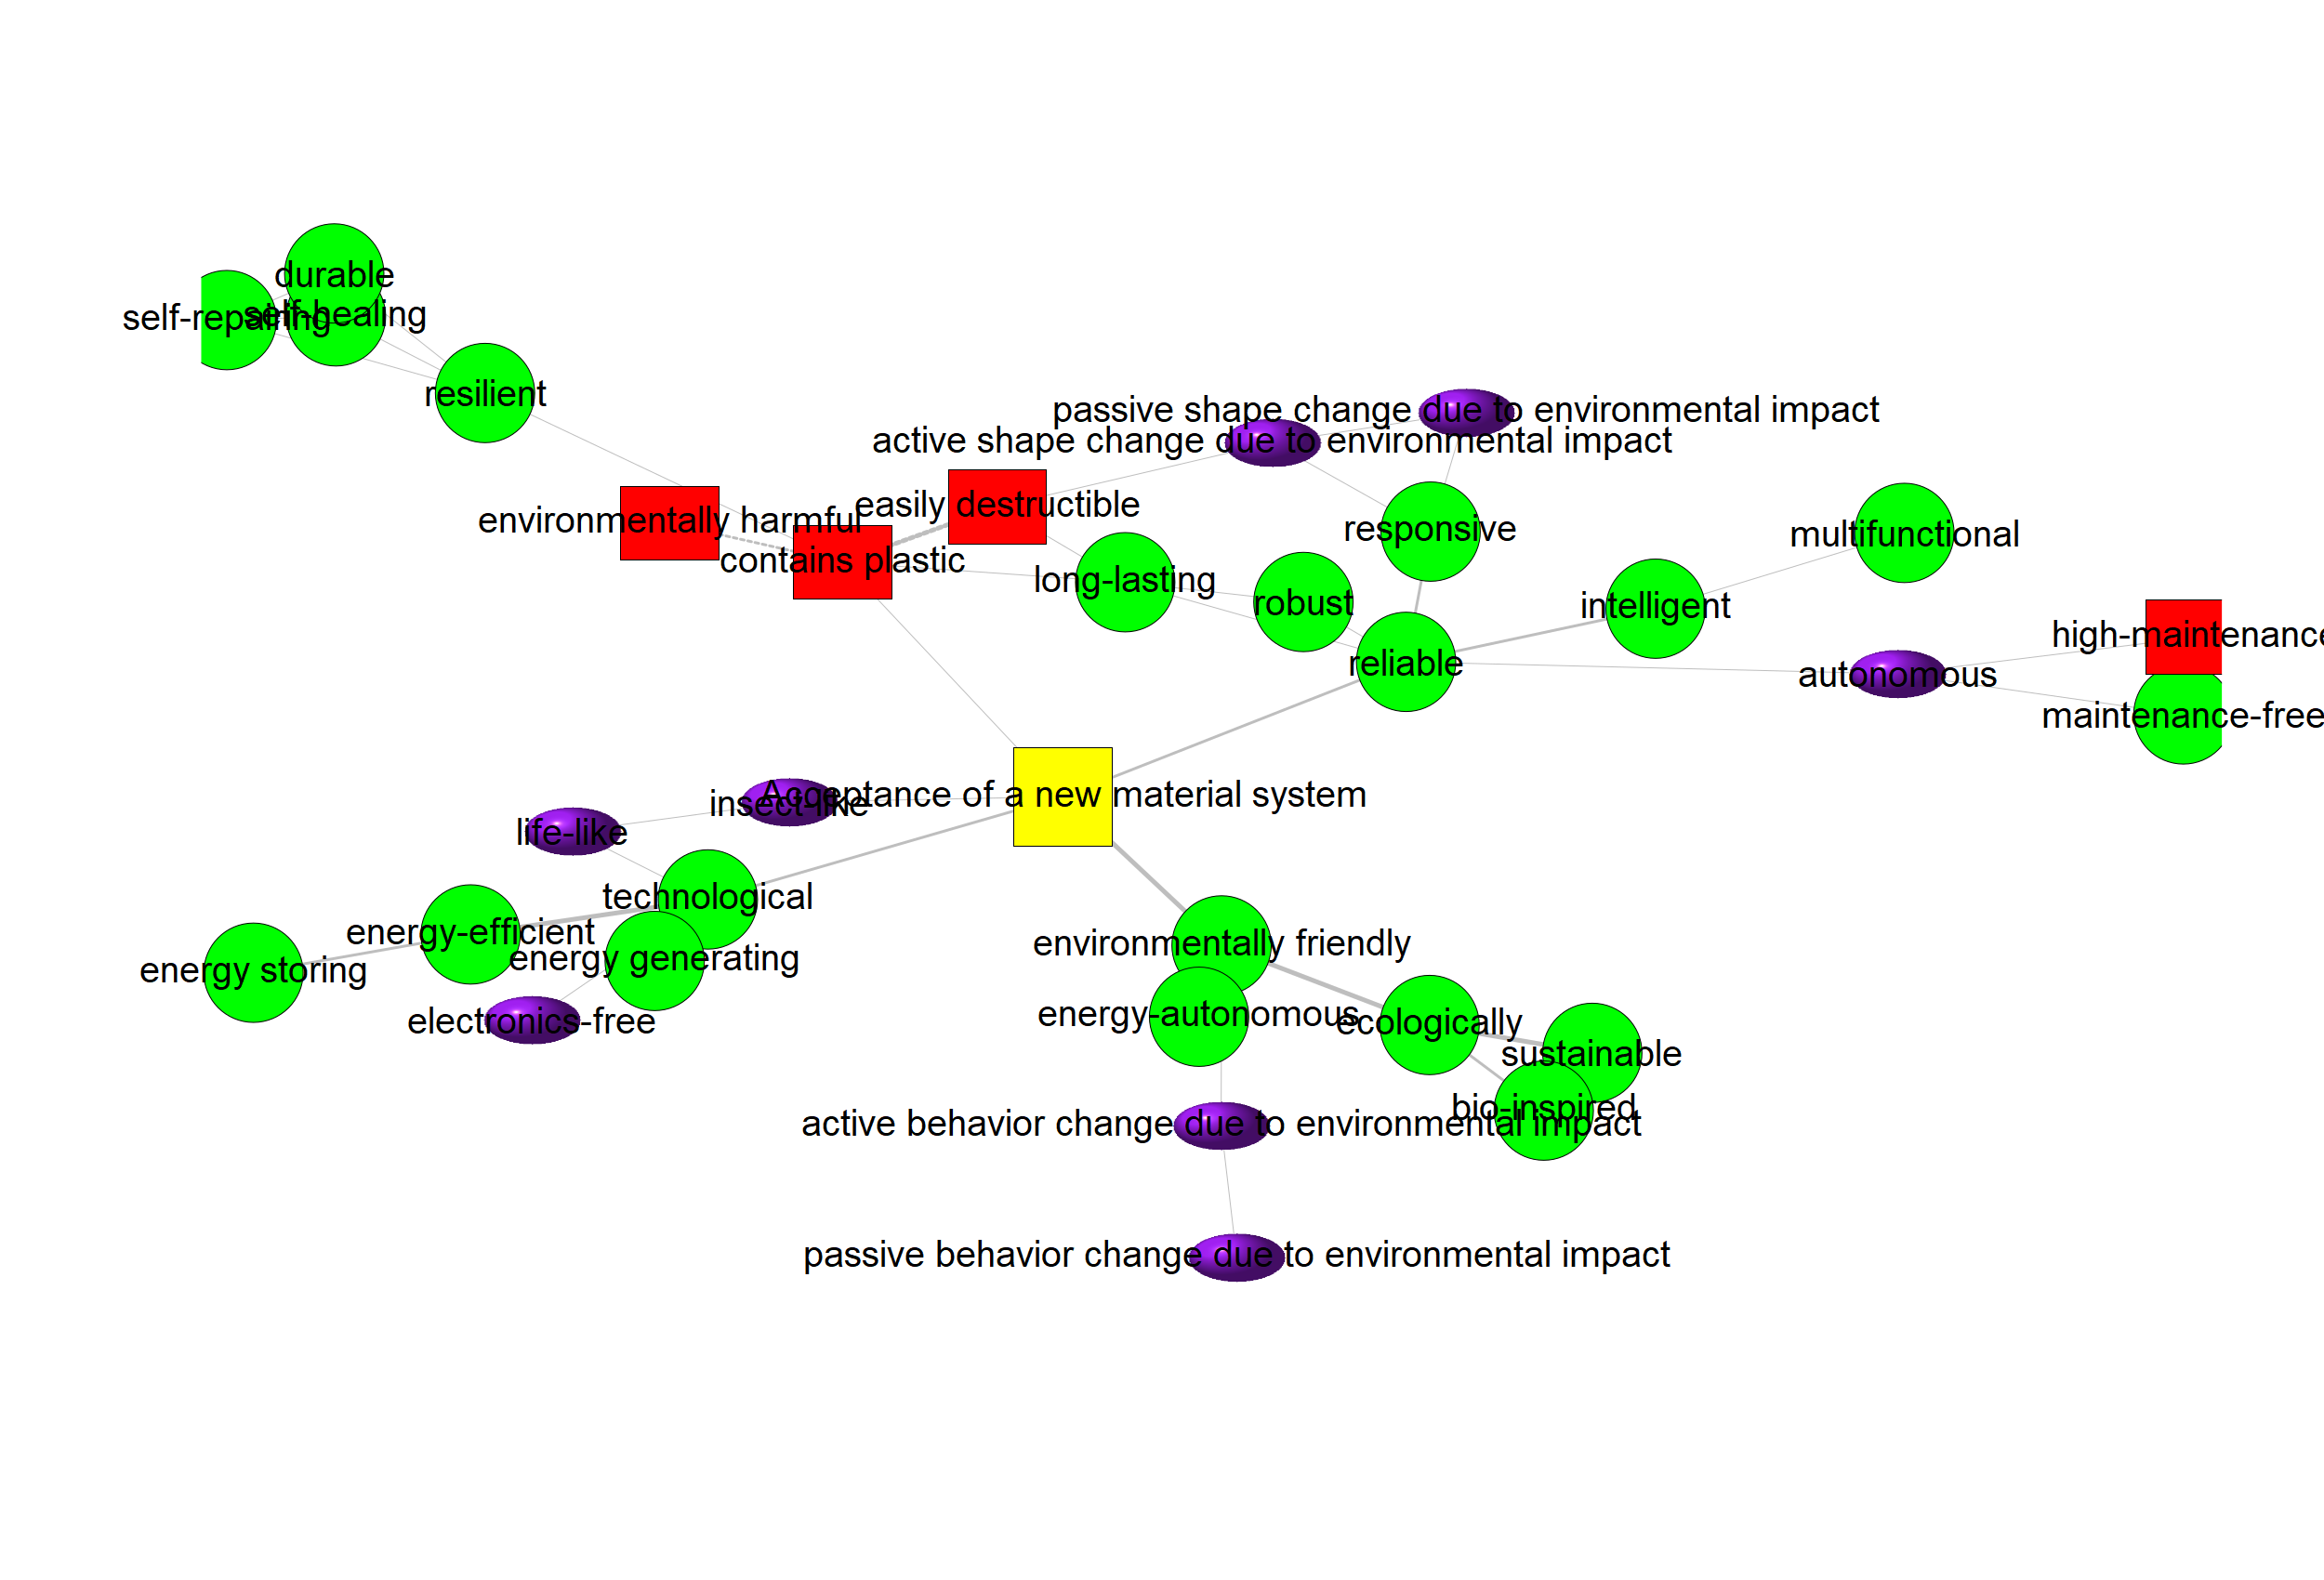 durable
self-healing
self-repairing
resilient
passive shape change due to environmental impact
active shape change due to environmental impact
easily destructible
environmentally harmful
contains plastic
responsive
multifunctional
long-lasting
robust
intelligent
high-maintenance
reliable
autonomous
maintenance-free
Acceptance of a new material system
insect-like
life-like
technological
energy-efficient
energy generating
energy storing
environmentally friendly
electronics-free
energy-autonomous
ecologically
sustainable
bio-inspired
active behavior change due to environmental impact
passive behavior change due to environmental impact